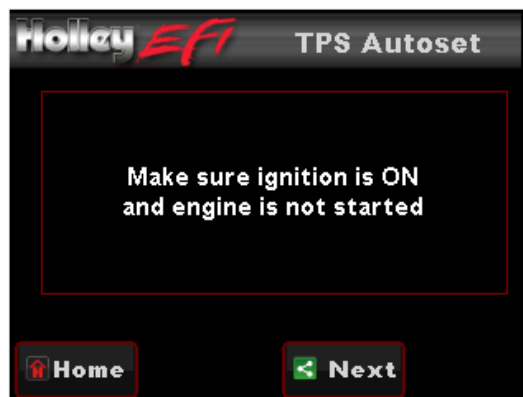 Holley EFI TPS Autoset
Make sure ignition is ON
and engine is not started
Home Next